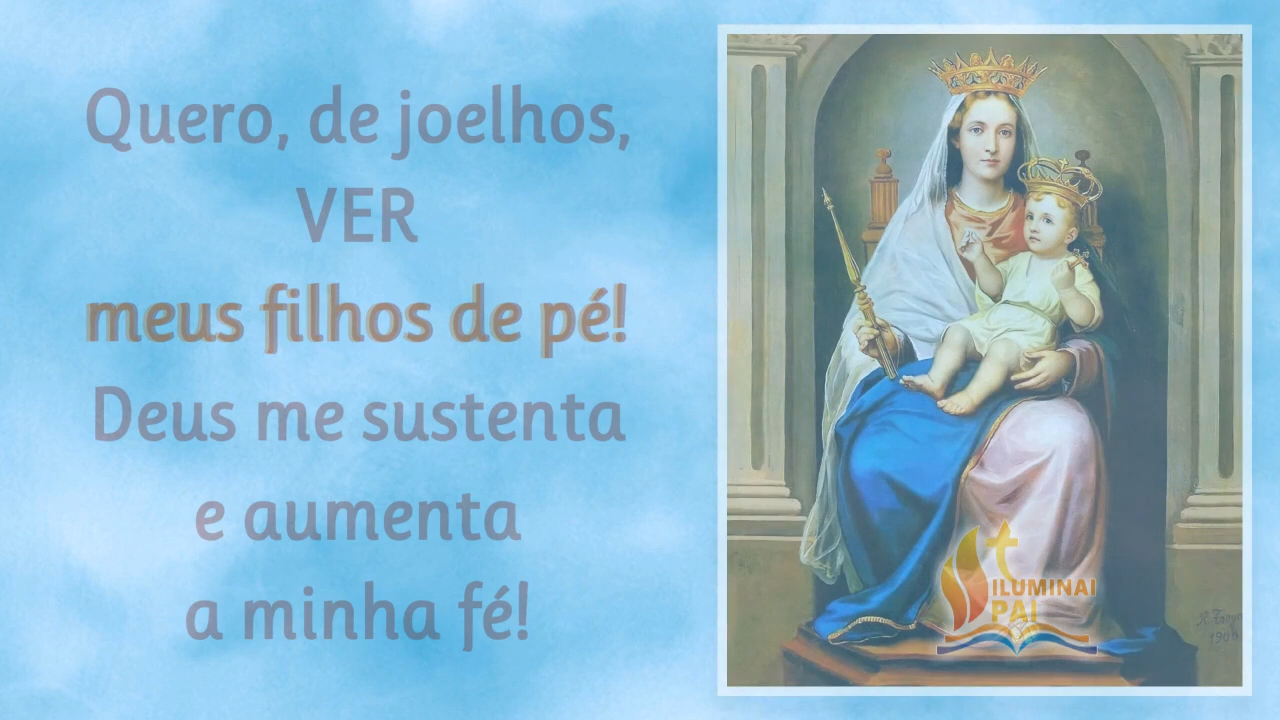 Quero, de joelhos,
VER
meus filhos de pé!
Deus me sustenta
e aumenta
a minha fé!
ILUMINAI
PAI